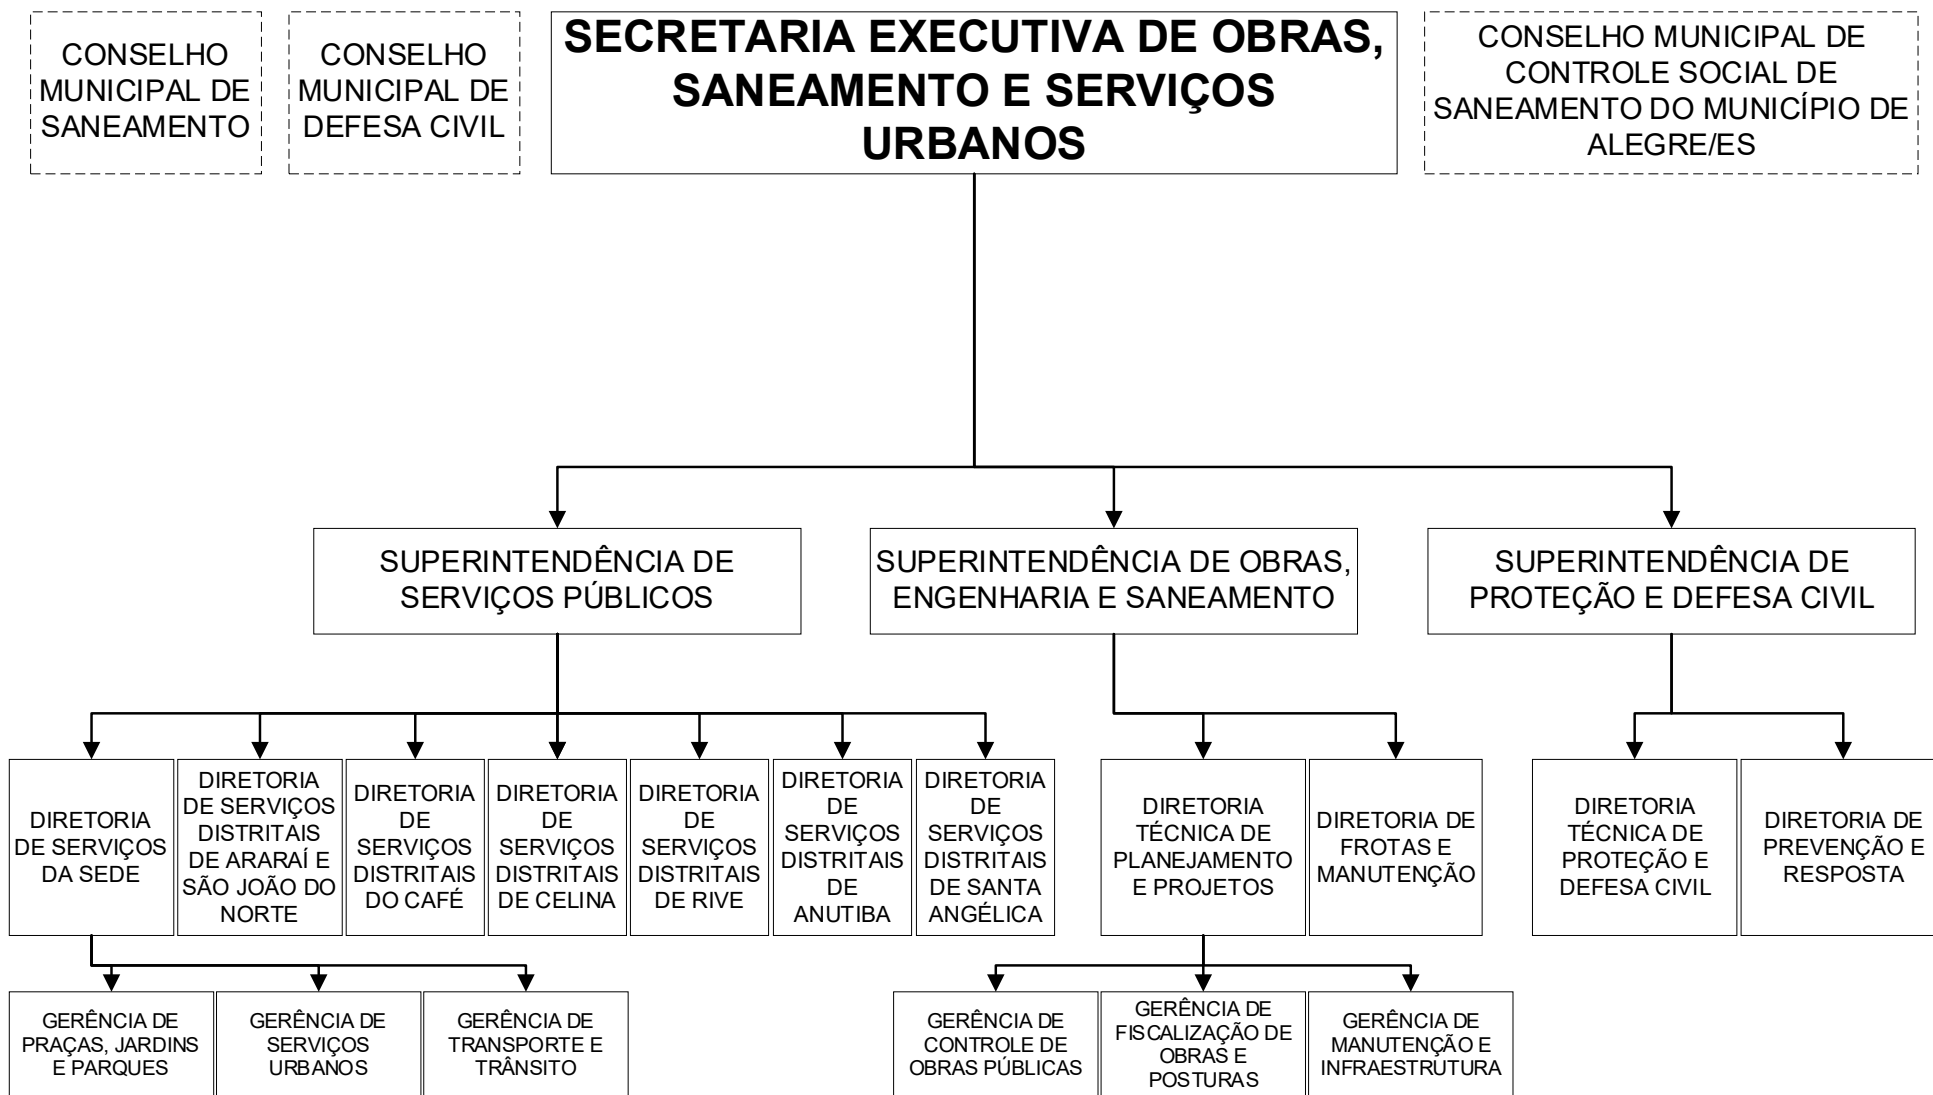 CONSELHO
MUNICIPAL DE
SANEAMENTO
CONSELHO
MUNICIPAL DE
DEFESA CIVIL
SECRETARIA EXECUTIVA DE OBRAS,
SANEAMENTO E SERVIÇOS
URBANOS
CONSELHO MUNICIPAL DE
CONTROLE SOCIAL DE
SANEAMENTO DO MUNICÍPIO DE
ALEGRE/ES
SUPERINTENDÊNCIA DE
SERVIÇOS PÚBLICOS
SUPERINTENDÊNCIA DE OBRAS,
ENGENHARIA E SANEAMENTO
SUPERINTENDÊNCIA DE
PROTEÇÃO E DEFESA CIVIL
DIRETORIA
DE SERVIÇOS
DA SEDE
DIRETORIA
DE SERVIÇOS
DISTRITAIS
DE ARARAÍ E
SÃO JOÃO DO
NORTE
DIRETORIA
DE
SERVIÇOS
DISTRITAIS
DO CAFÉ
DIRETORIA
DE
SERVIÇOS
DISTRITAIS
DE CELINA
DIRETORIA
DE
SERVIÇOS
DISTRITAIS
DE RIVE
DIRETORIA
DE
SERVIÇOS
DISTRITAIS
DE
ANUTIBA
DIRETORIA
DE
SERVIÇOS
DISTRITAIS
DE SANTA
ANGÉLICA
DIRETORIA
TÉCNICA DE
PLANEJAMENTO
E PROJETOS
DIRETORIA DE
FROTAS E
MANUTENÇÃO
DIRETORIA
TÉCNICA DE
PROTEÇÃO E
DEFESA CIVIL
DIRETORIA DE
PREVENÇÃO E
RESPOSTA
GERÊNCIA DE
PRAÇAS, JARDINS
E PARQUES
GERÊNCIA DE
SERVIÇOS
URBANOS
GERÊNCIA DE
TRANSPORTE E
TRÂNSITO
GERÊNCIA DE
CONTROLE DE
OBRAS PÚBLICAS
GERÊNCIA DE
FISCALIZAÇÃO DE
OBRAS E
POSTURAS
GERÊNCIA DE
MANUTENÇÃO E
INFRAESTRUTURA